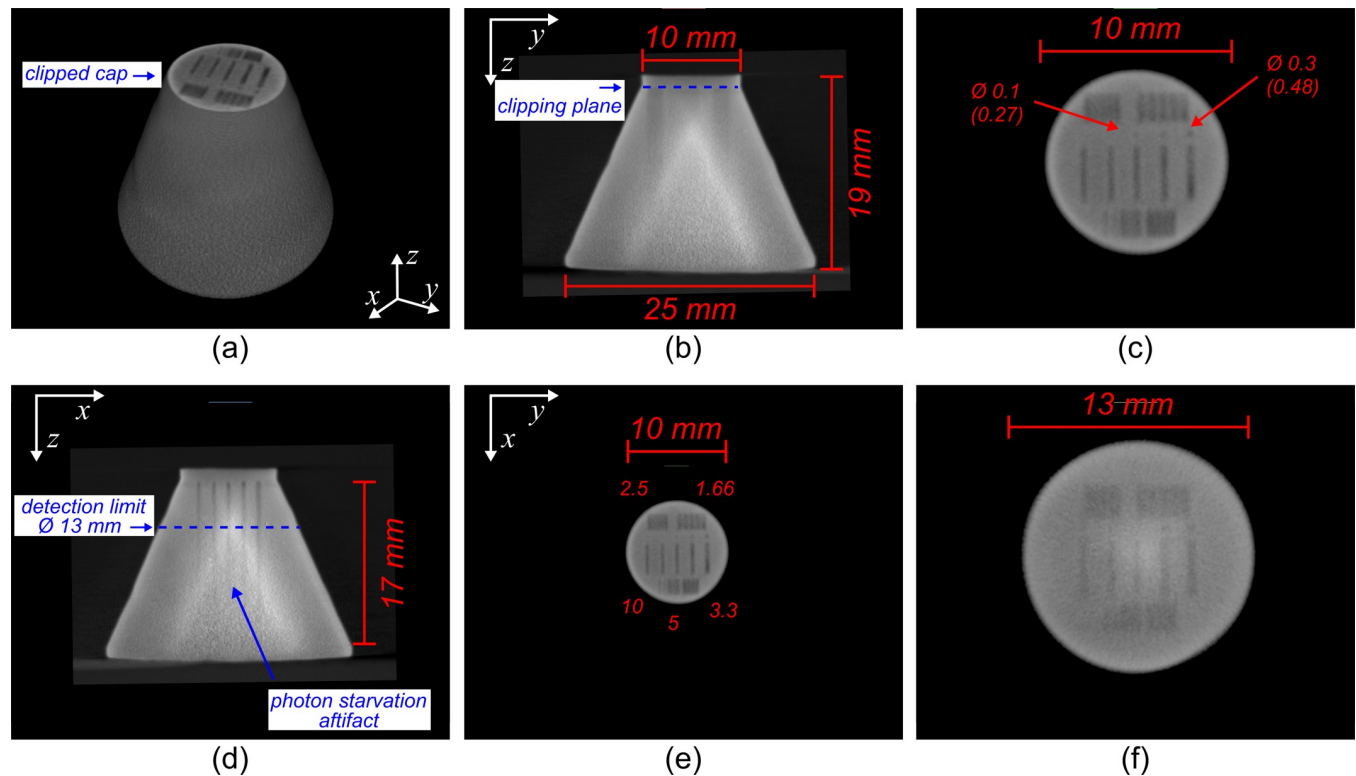 clipped cap
z
x
y
(a)
y
z
10 mm
clipping plane
19 mm
25 mm
(b)
10 mm
Ø 0.1
(0.27)
Ø 0.3
(0.48)
(c)
x
z
detection limit
Ø 13 mm
17 mm
photon starvation
aftifact
(d)
y
x
10 mm
2.5
1.66
10
5
3.3
(e)
13 mm
(f)